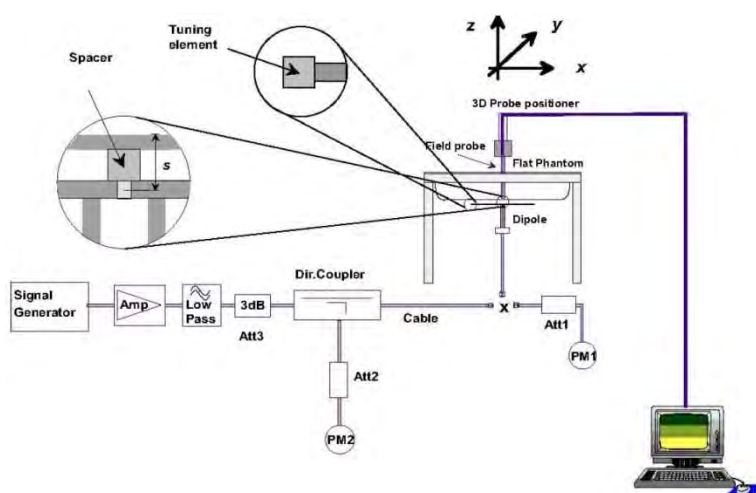 Tuning
element
Spacer
s
z
y
x
3D Probe positioner
Field probe
Flat Phantom
Dipole
Dir.Coupler
Signal
Generator
Amp
Low
Pass
3dB
Att3
Cable
X
Att1
PM1
Att2
PM2